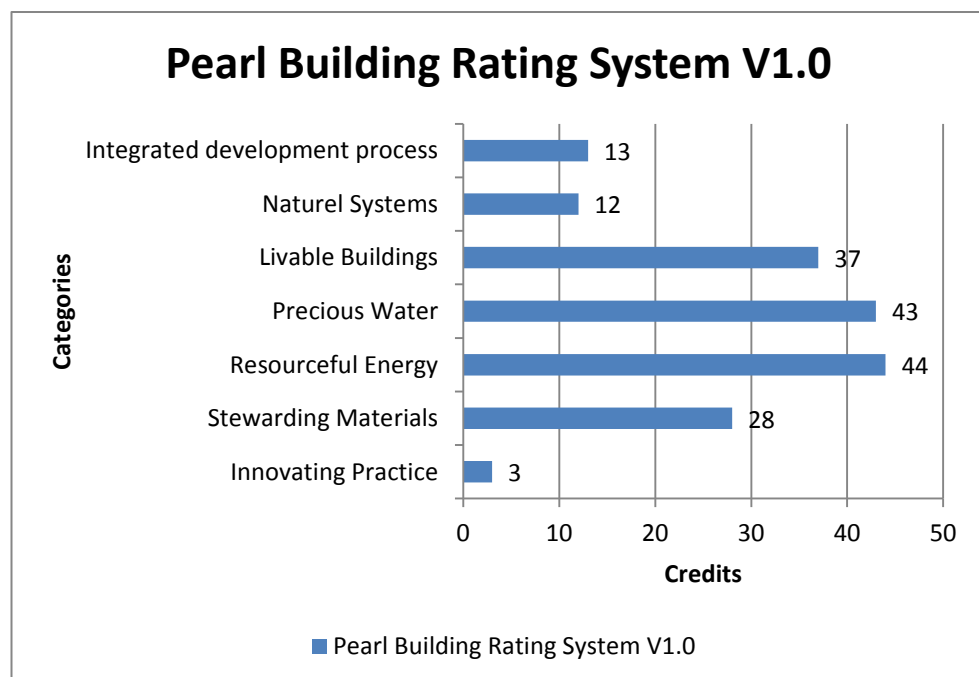 Pearl Building Rating System V1.0
Integrated development process 13
Naturel Systems 12
Livable Buildings 37
Precious Water 43
Resourceful Energy 44
Stewarding Materials 28
Innovating Practice 3
Categories
0 10 20 30 40 50
Credits
Pearl Building Rating System V1.0